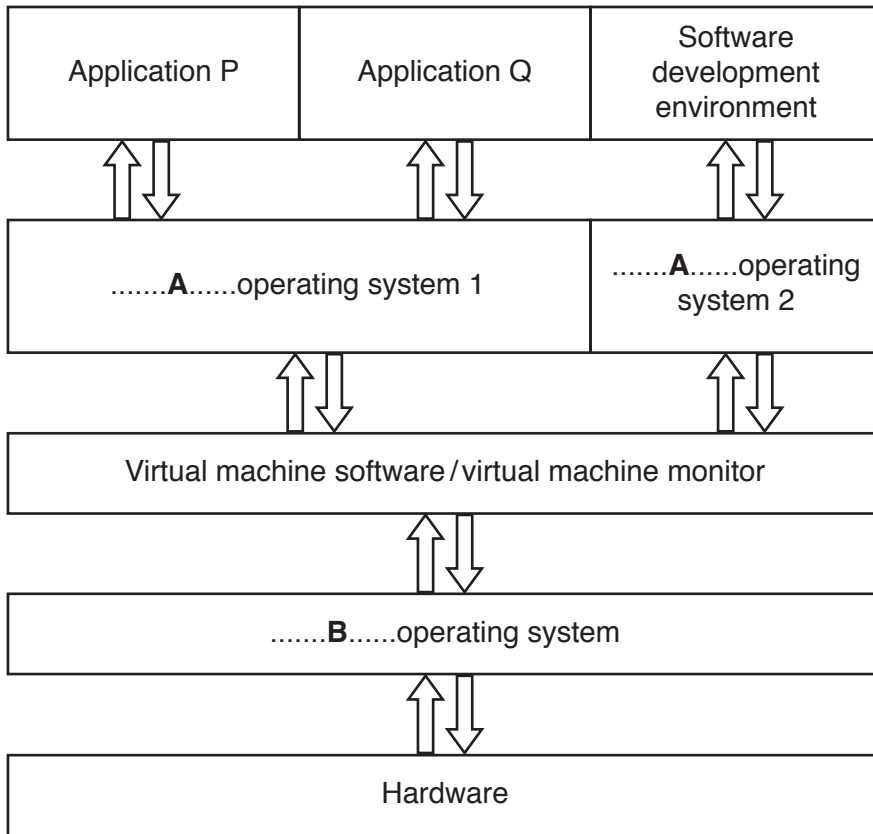 Application P
Application Q
Software
development
environment
.......A......operating system 1
.......A......operating
system 2
Virtual machine software / virtual machine monitor
.......B......operating system
Hardware